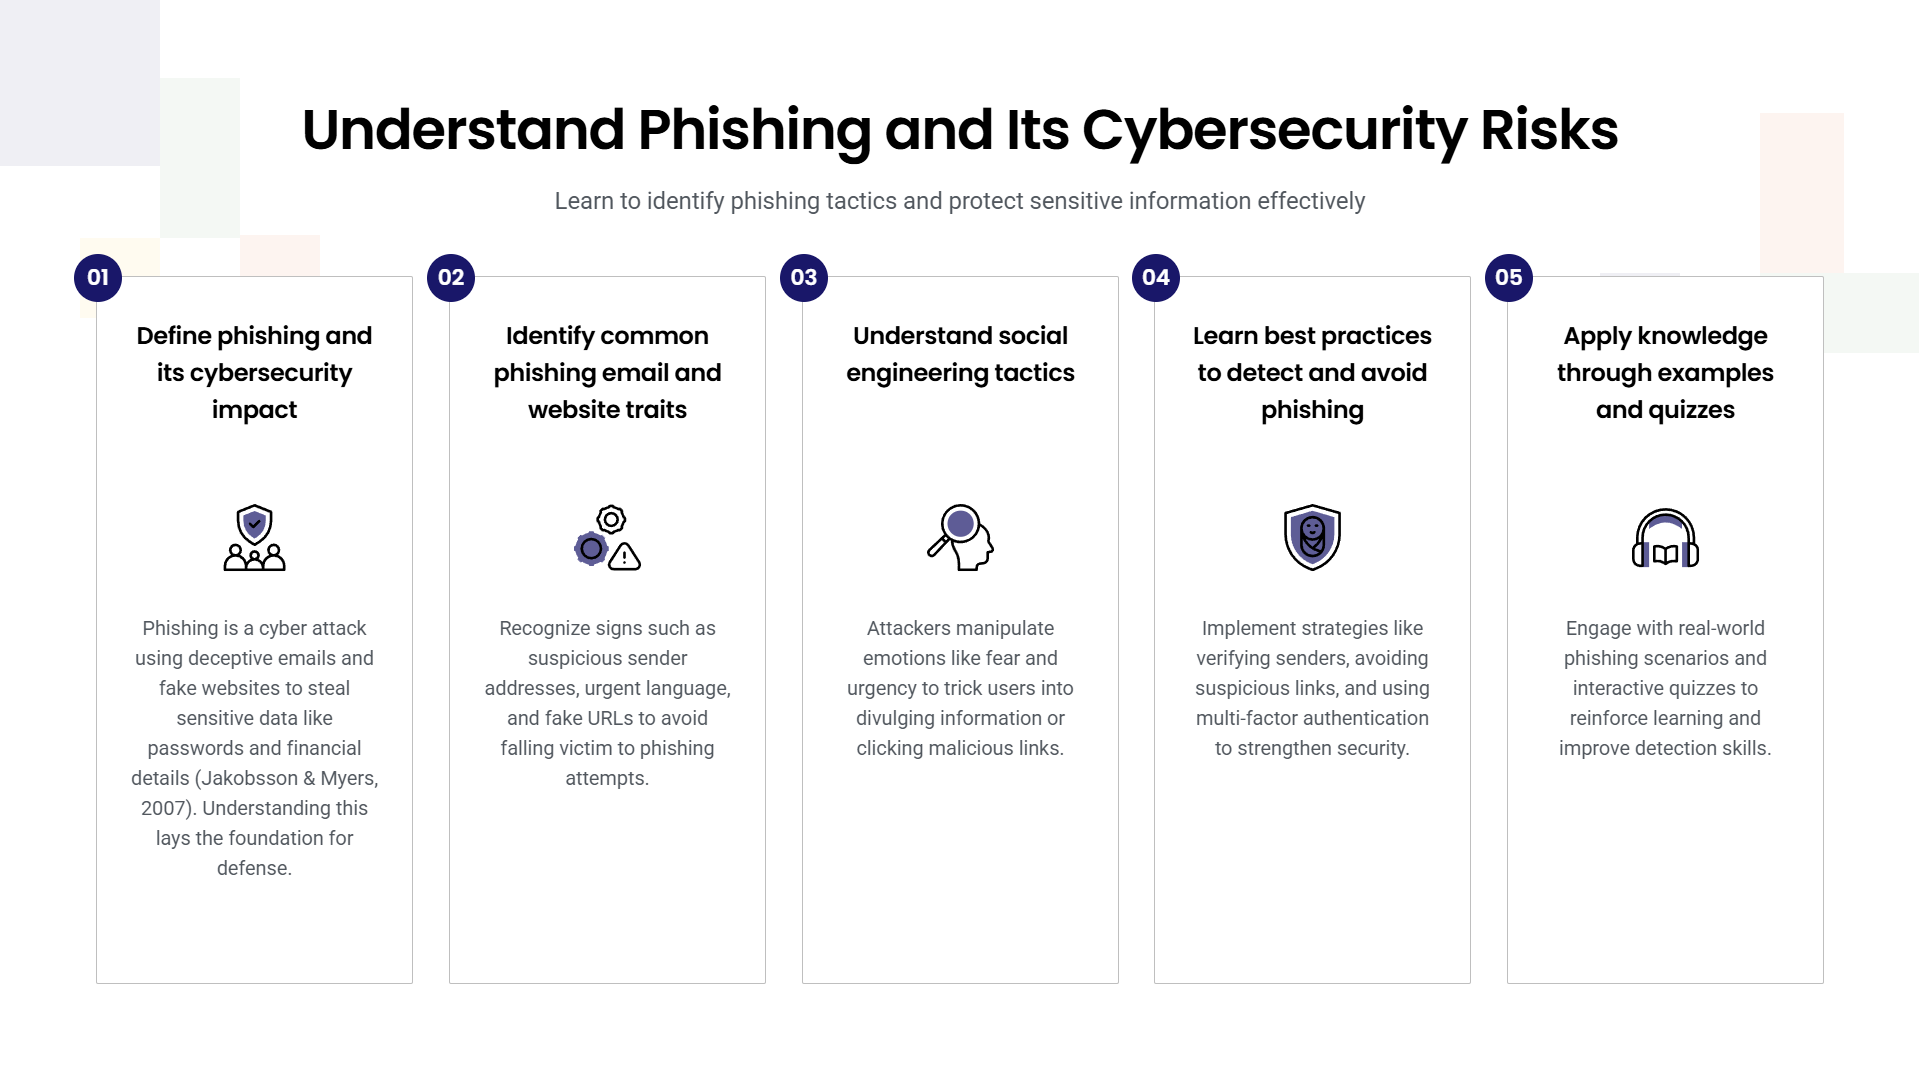 Understand Phishing and Its Cybersecurity Risks
Learn to identify phishing tactics and protect sensitive information effectively
01
Define phishing and
its cybersecurity
impact
Phishing is a cyber attack
using deceptive emails and
fake websites to steal
sensitive data like
passwords and financial
details (Jakobsson & Myers,
2007). Understanding this
lays the foundation for
defense.
02
Identify common
phishing email and
website traits
Recognize signs such as
suspicious sender
addresses, urgent language,
and fake URLs to avoid
falling victim to phishing
attempts.
03
Understand social
engineering tactics
Attackers manipulate
emotions like fear and
urgency to trick users into
divulging information or
clicking malicious links.
04
Learn best practices
to detect and avoid
phishing
Implement strategies like
verifying senders, avoiding
suspicious links, and using
multi-factor authentication
to strengthen security.
05
Apply knowledge
through examples
and quizzes
Engage with real-world
phishing scenarios and
interactive quizzes to
reinforce learning and
improve detection skills.